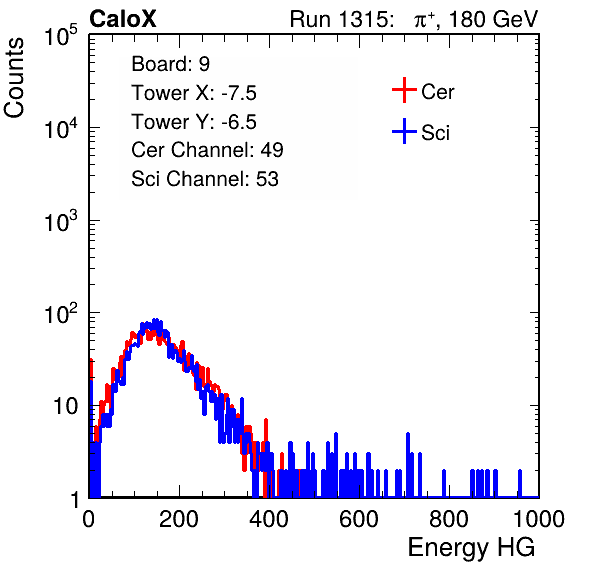 CaloX Run 1315: π⁺, 180 GeV
Counts
Board: 9
Tower X: -7.5
Tower Y: -6.5
Cer Channel: 49
Sci Channel: 53
Cer
Sci
10⁵
10⁴
10³
10²
10
1
0 200 400 600 800 1000
Energy HG